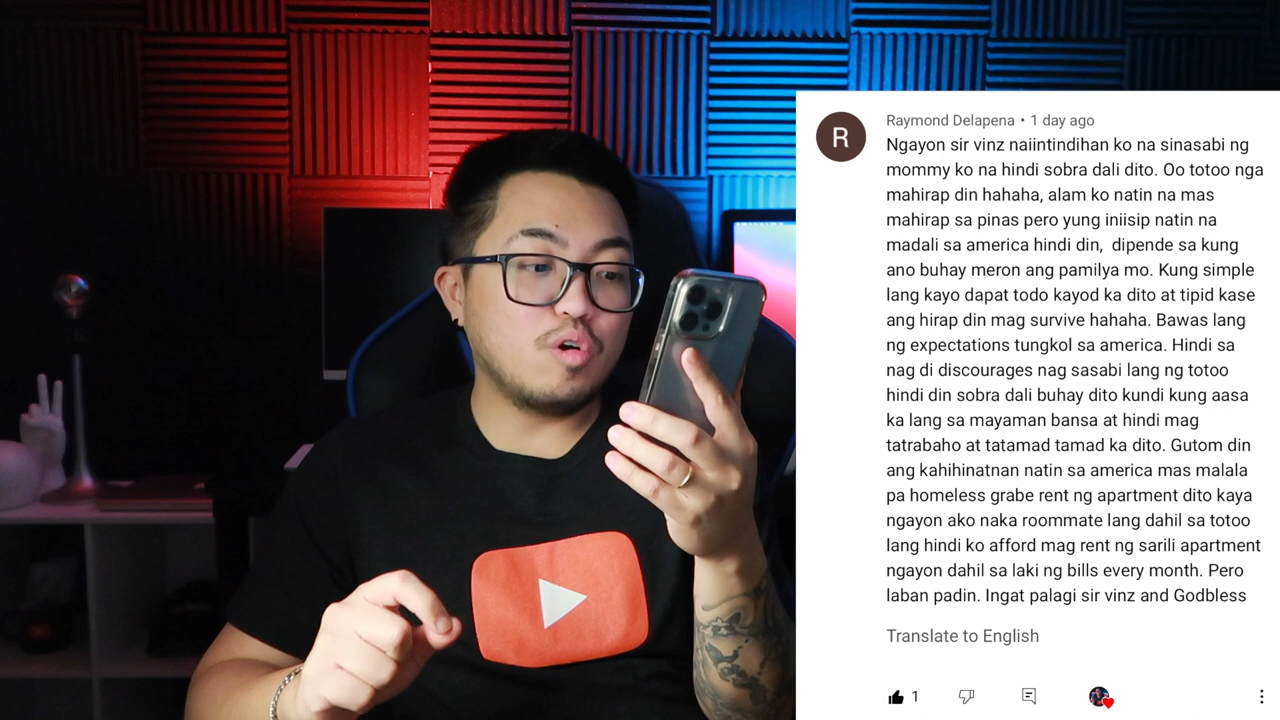 R
Raymond Delapena • 1 day ago
Ngayon sir vinz naiintindihan ko na sinasabi ng
mommy ko na hindi sobra dali dito. Oo totoo nga
mahirap din hahaha, alam ko natin na mas
mahirap sa pinas pero yung iniisip natin na
madali sa america hindi din,  dipende sa kung
ano buhay meron ang pamilya mo. Kung simple
lang kayo dapat todo kayod ka dito at tipid kase
ang hirap din mag survive hahaha. Bawas lang
ng expectations tungkol sa america. Hindi sa
nag di discourages nag sasabi lang ng totoo
hindi din sobra dali buhay dito kundi kung aasa
ka lang sa mayaman bansa at hindi mag
tatrabaho at tatamad tamad ka dito. Gutom din
ang kahihinatnan natin sa america mas malala
pa homeless grabe rent ng apartment dito kaya
ngayon ako naka roommate lang dahil sa totoo
lang hindi ko afford mag rent ng sarili apartment
ngayon dahil sa laki ng bills every month. Pero
laban padin. Ingat palagi sir vinz and Godbless
Translate to English
1